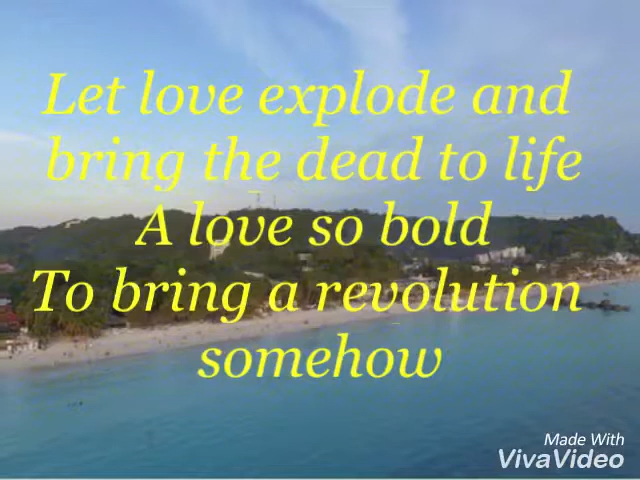 Let love explode and
bring the dead to life
A love so bold
To bring a revolution
somehow
Made With
VivaVideo